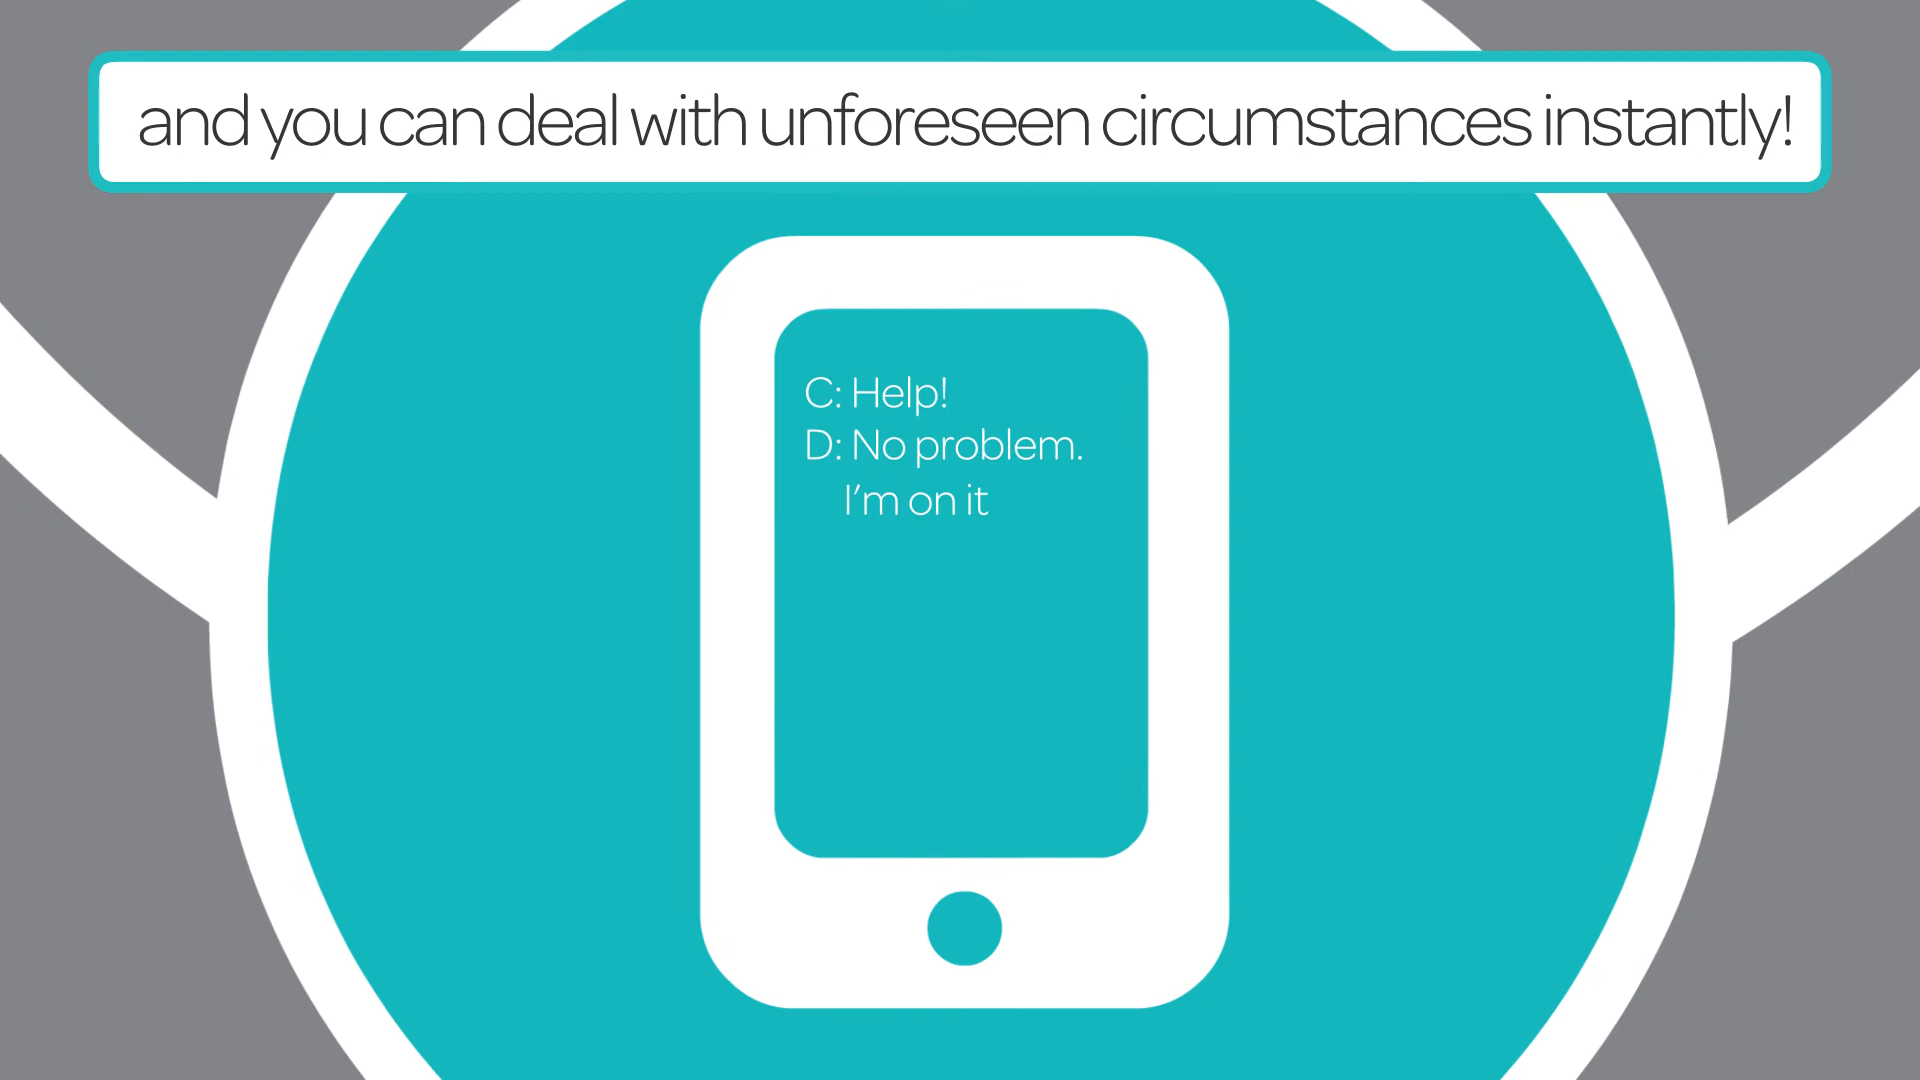 and you can deal with unforeseen circumstances instantly!
C: Help!
D: No problem.
I'm on it